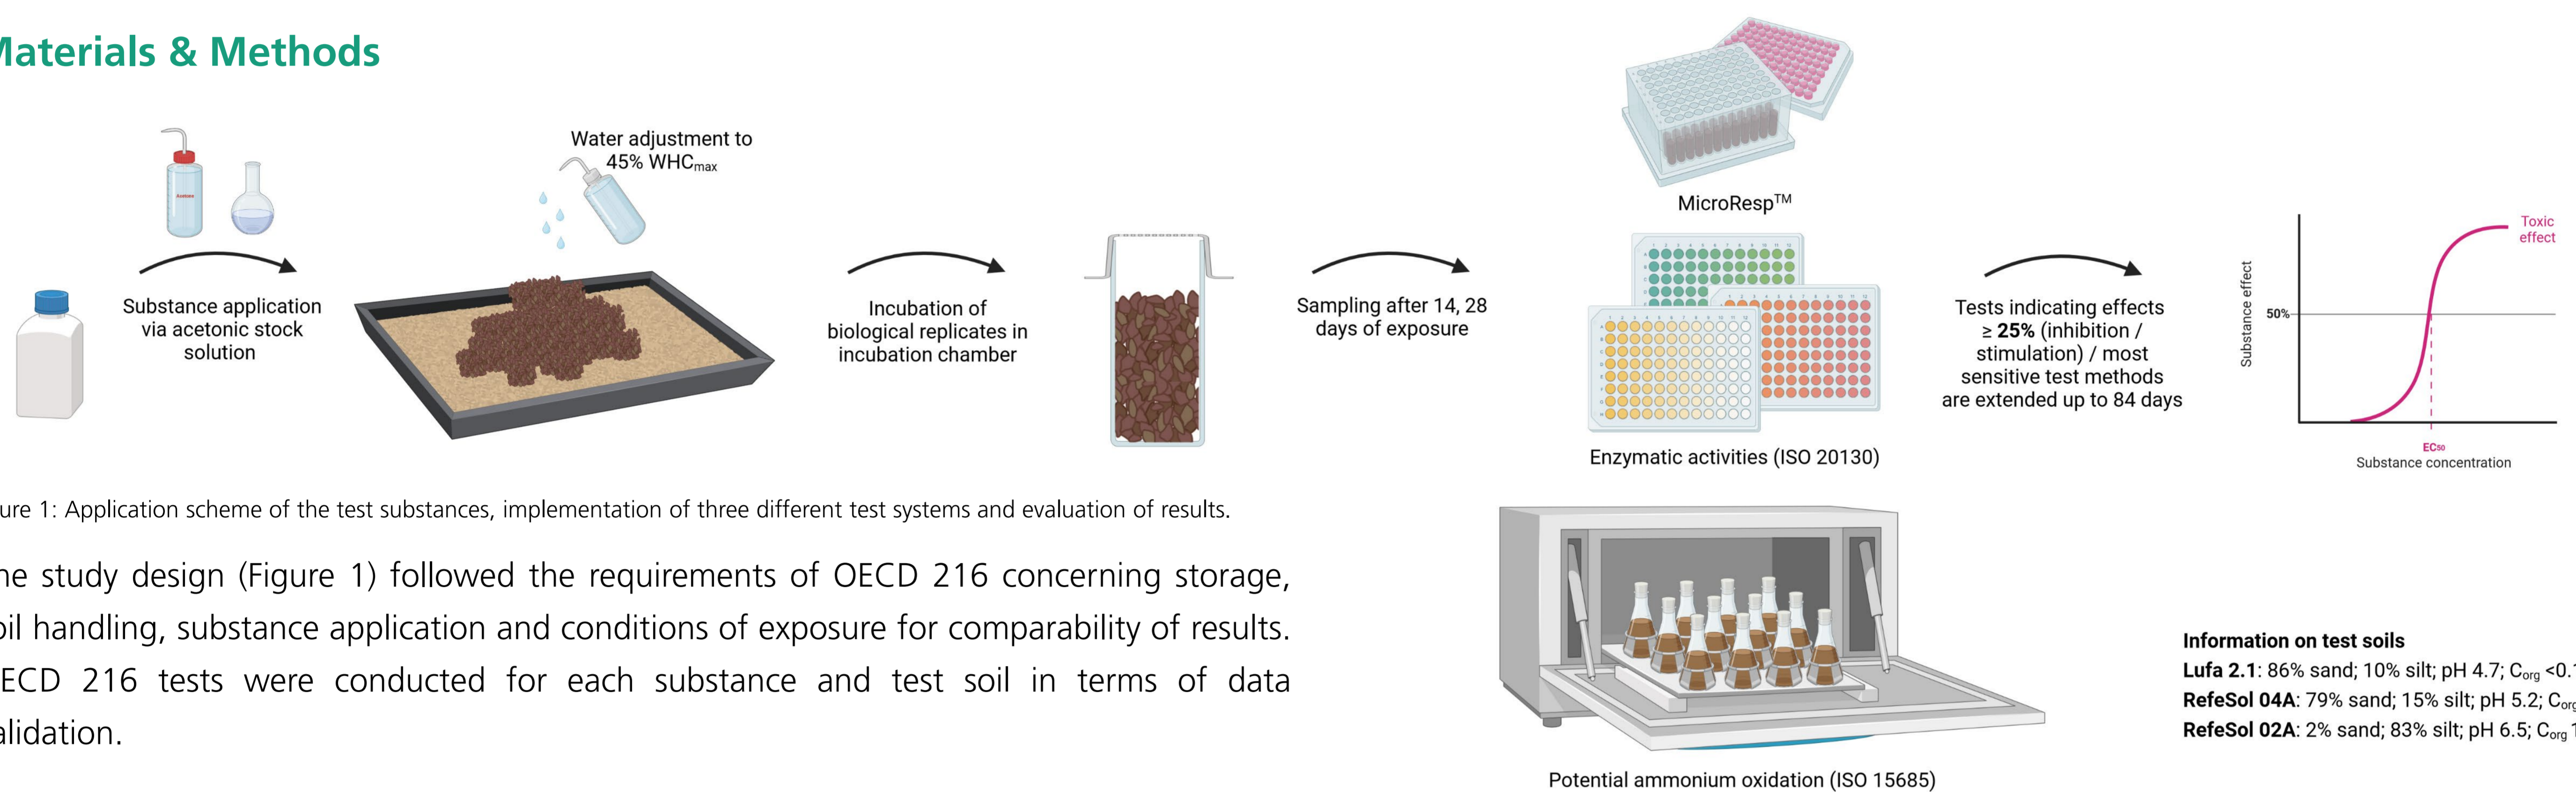 Materials & Methods
Acetone
Substance application
via acetonic stock
solution
Water adjustment to
45% WHCmax
Incubation of
biological replicates in
incubation chamber
Sampling after 14, 28
days of exposure
MicroResp™
Enzymatic activities (ISO 20130)
Potential ammonium oxidation (ISO 15685)
Tests indicating effects
≥ 25% (inhibition /
stimulation) / most
sensitive test methods
are extended up to 84 days
Substance effect
50%
Toxic
effect
EC50
Substance concentration
ure 1: Application scheme of the test substances, implementation of three different test systems and evaluation of results.
he study design (Figure 1) followed the requirements of OECD 216 concerning storage,
oil handling, substance application and conditions of exposure for comparability of results.
ECD 216 tests were conducted for each substance and test soil in terms of data
alidation.
Information on test soils
Lufa 2.1: 86% sand; 10% silt; pH 4.7; Corg <0.
RefeSol 04A: 79% sand; 15% silt; pH 5.2; Corg
RefeSol 02A: 2% sand; 83% silt; pH 6.5; Corg 1